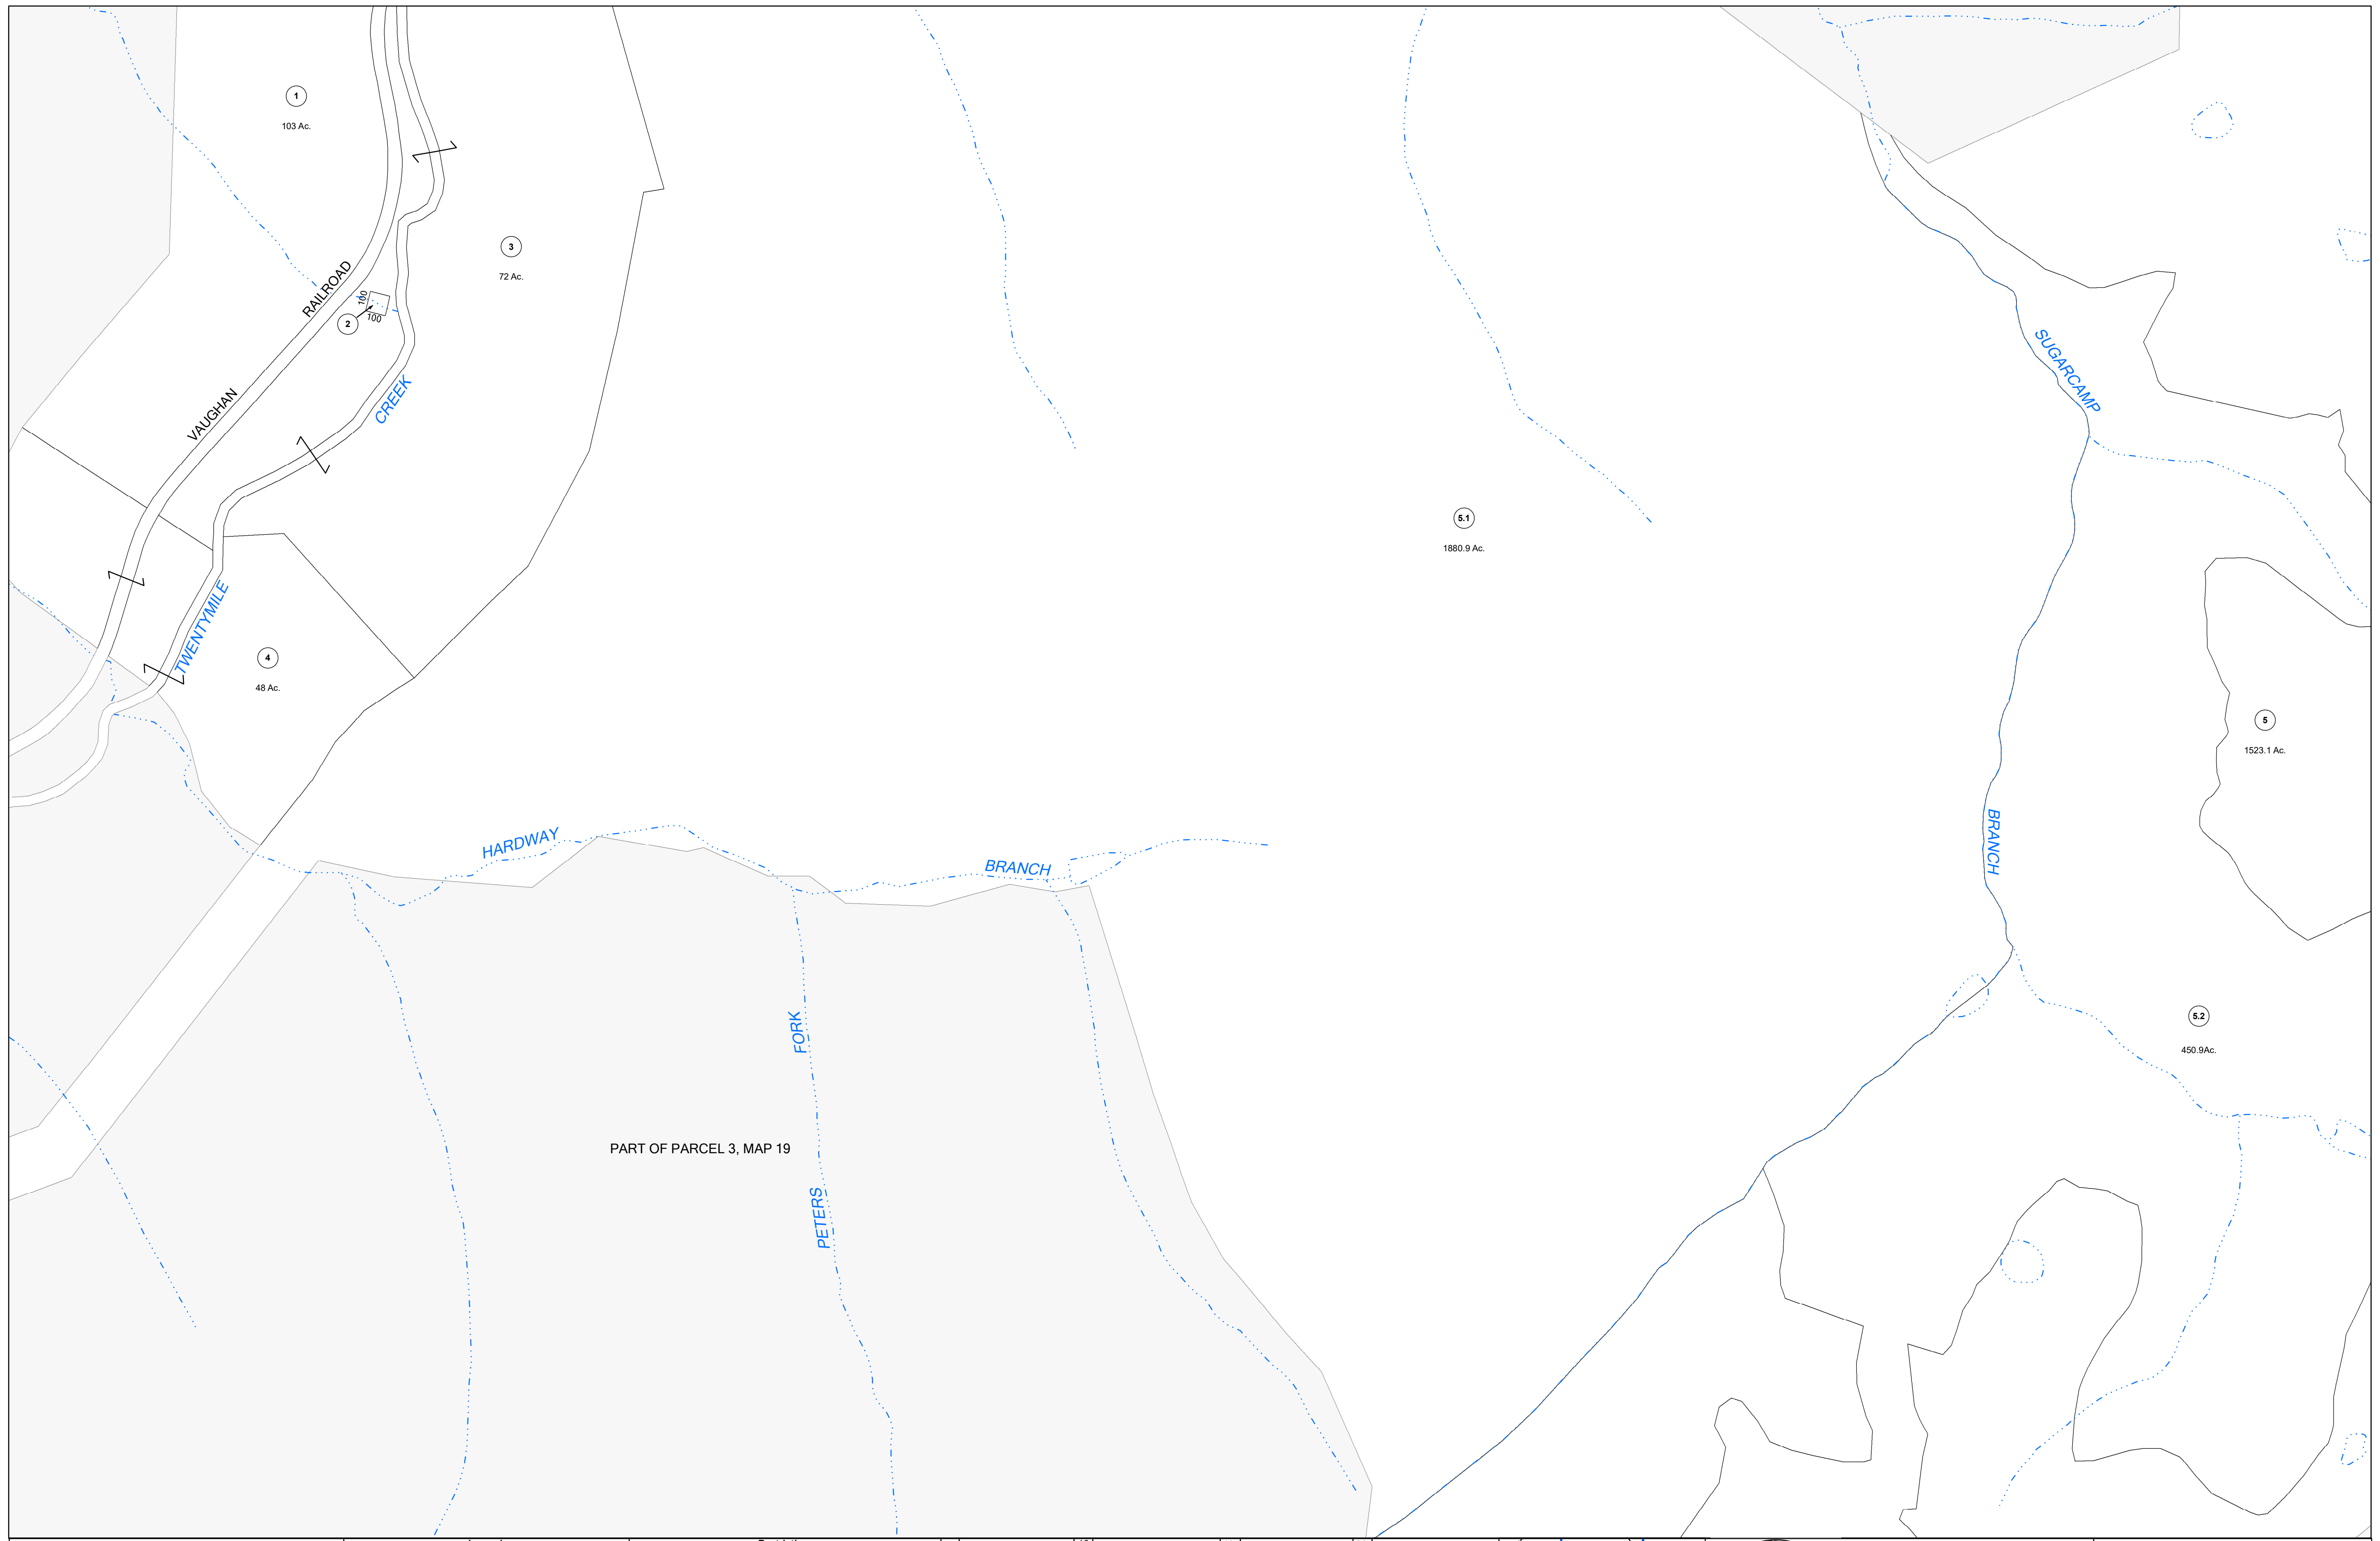 1
103 Ac.
3
72 Ac.
RAILROAD
100
100
2
VAUGHAN
CREEK
SUGARCAMP
5.1
1880.9 Ac.
TWENTYMILE
4
48 Ac.
5
1523.1 Ac.
HARDWAY
BRANCH
BRANCH
FORK
5.2
450.9Ac.
PART OF PARCEL 3, MAP 19
PETERS